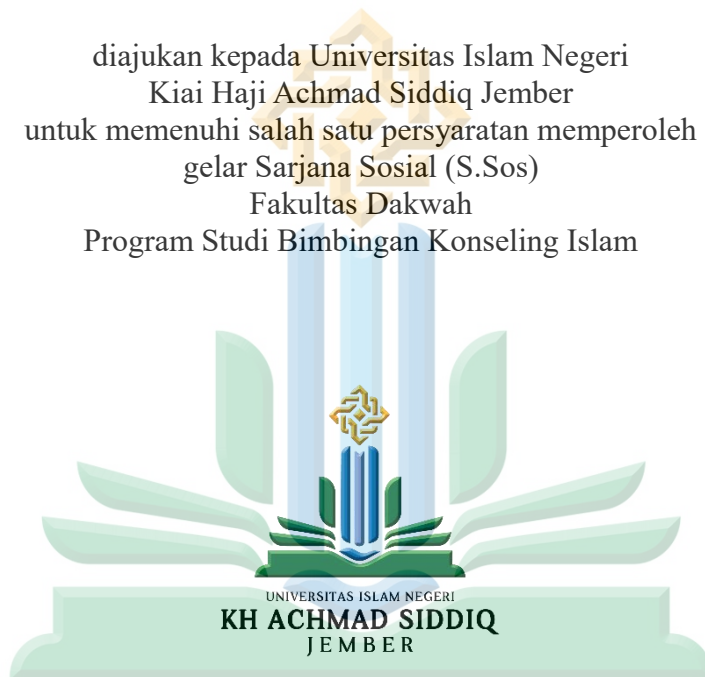 diajukan kepada Universitas Islam Negeri
Kiai Haji Achmad Siddiq Jember
untuk memenuhi salah satu persyaratan memperoleh
gelar Sarjana Sosial (S.Sos)
Fakultas Dakwah
Program Studi Bimbingan Konseling Islam
UNIVERSITAS ISLAM NEGERI
KH ACHMAD SIDDIQ
JEMBER